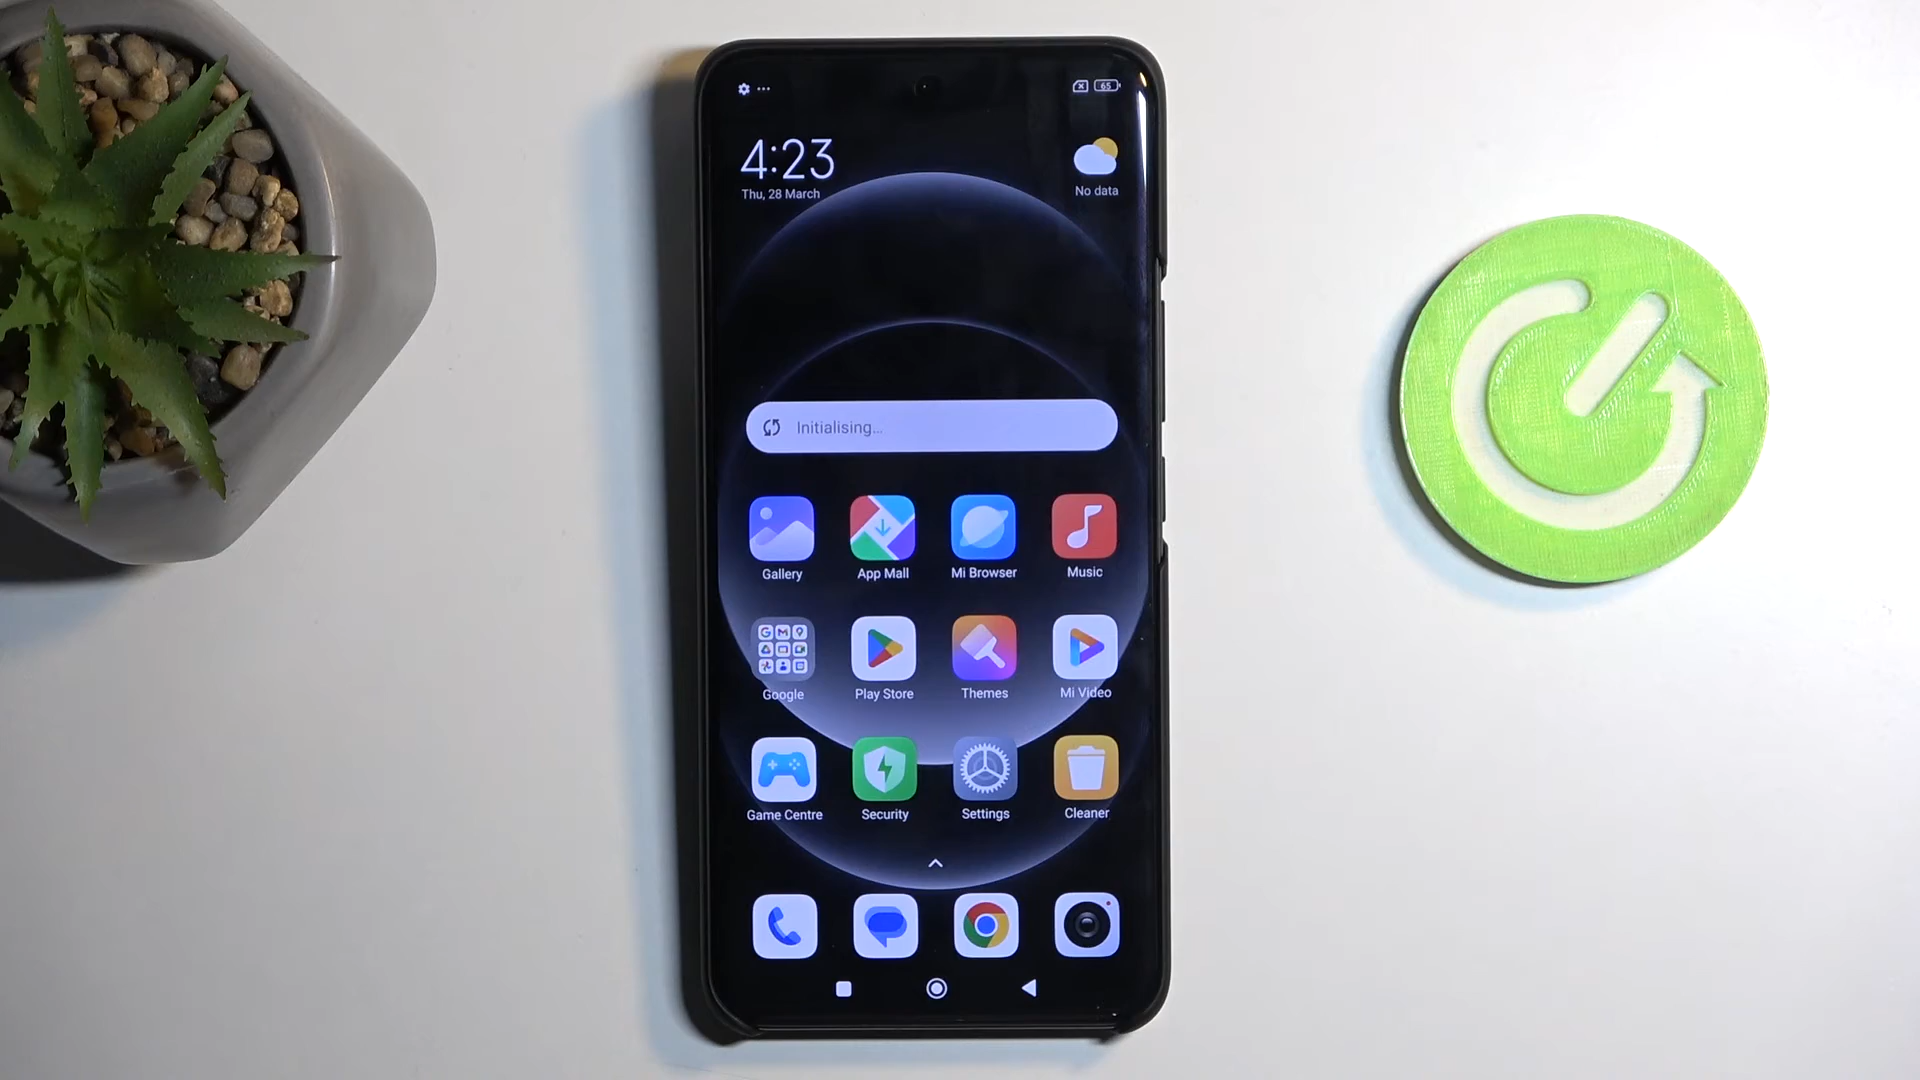 65
4:23
Thu, 28 March
No data
Initialising...
Gallery
App Mall
Mi Browser
Music
Google
Play Store
Themes
Mi Video
Game Centre
Security
Settings
Cleaner